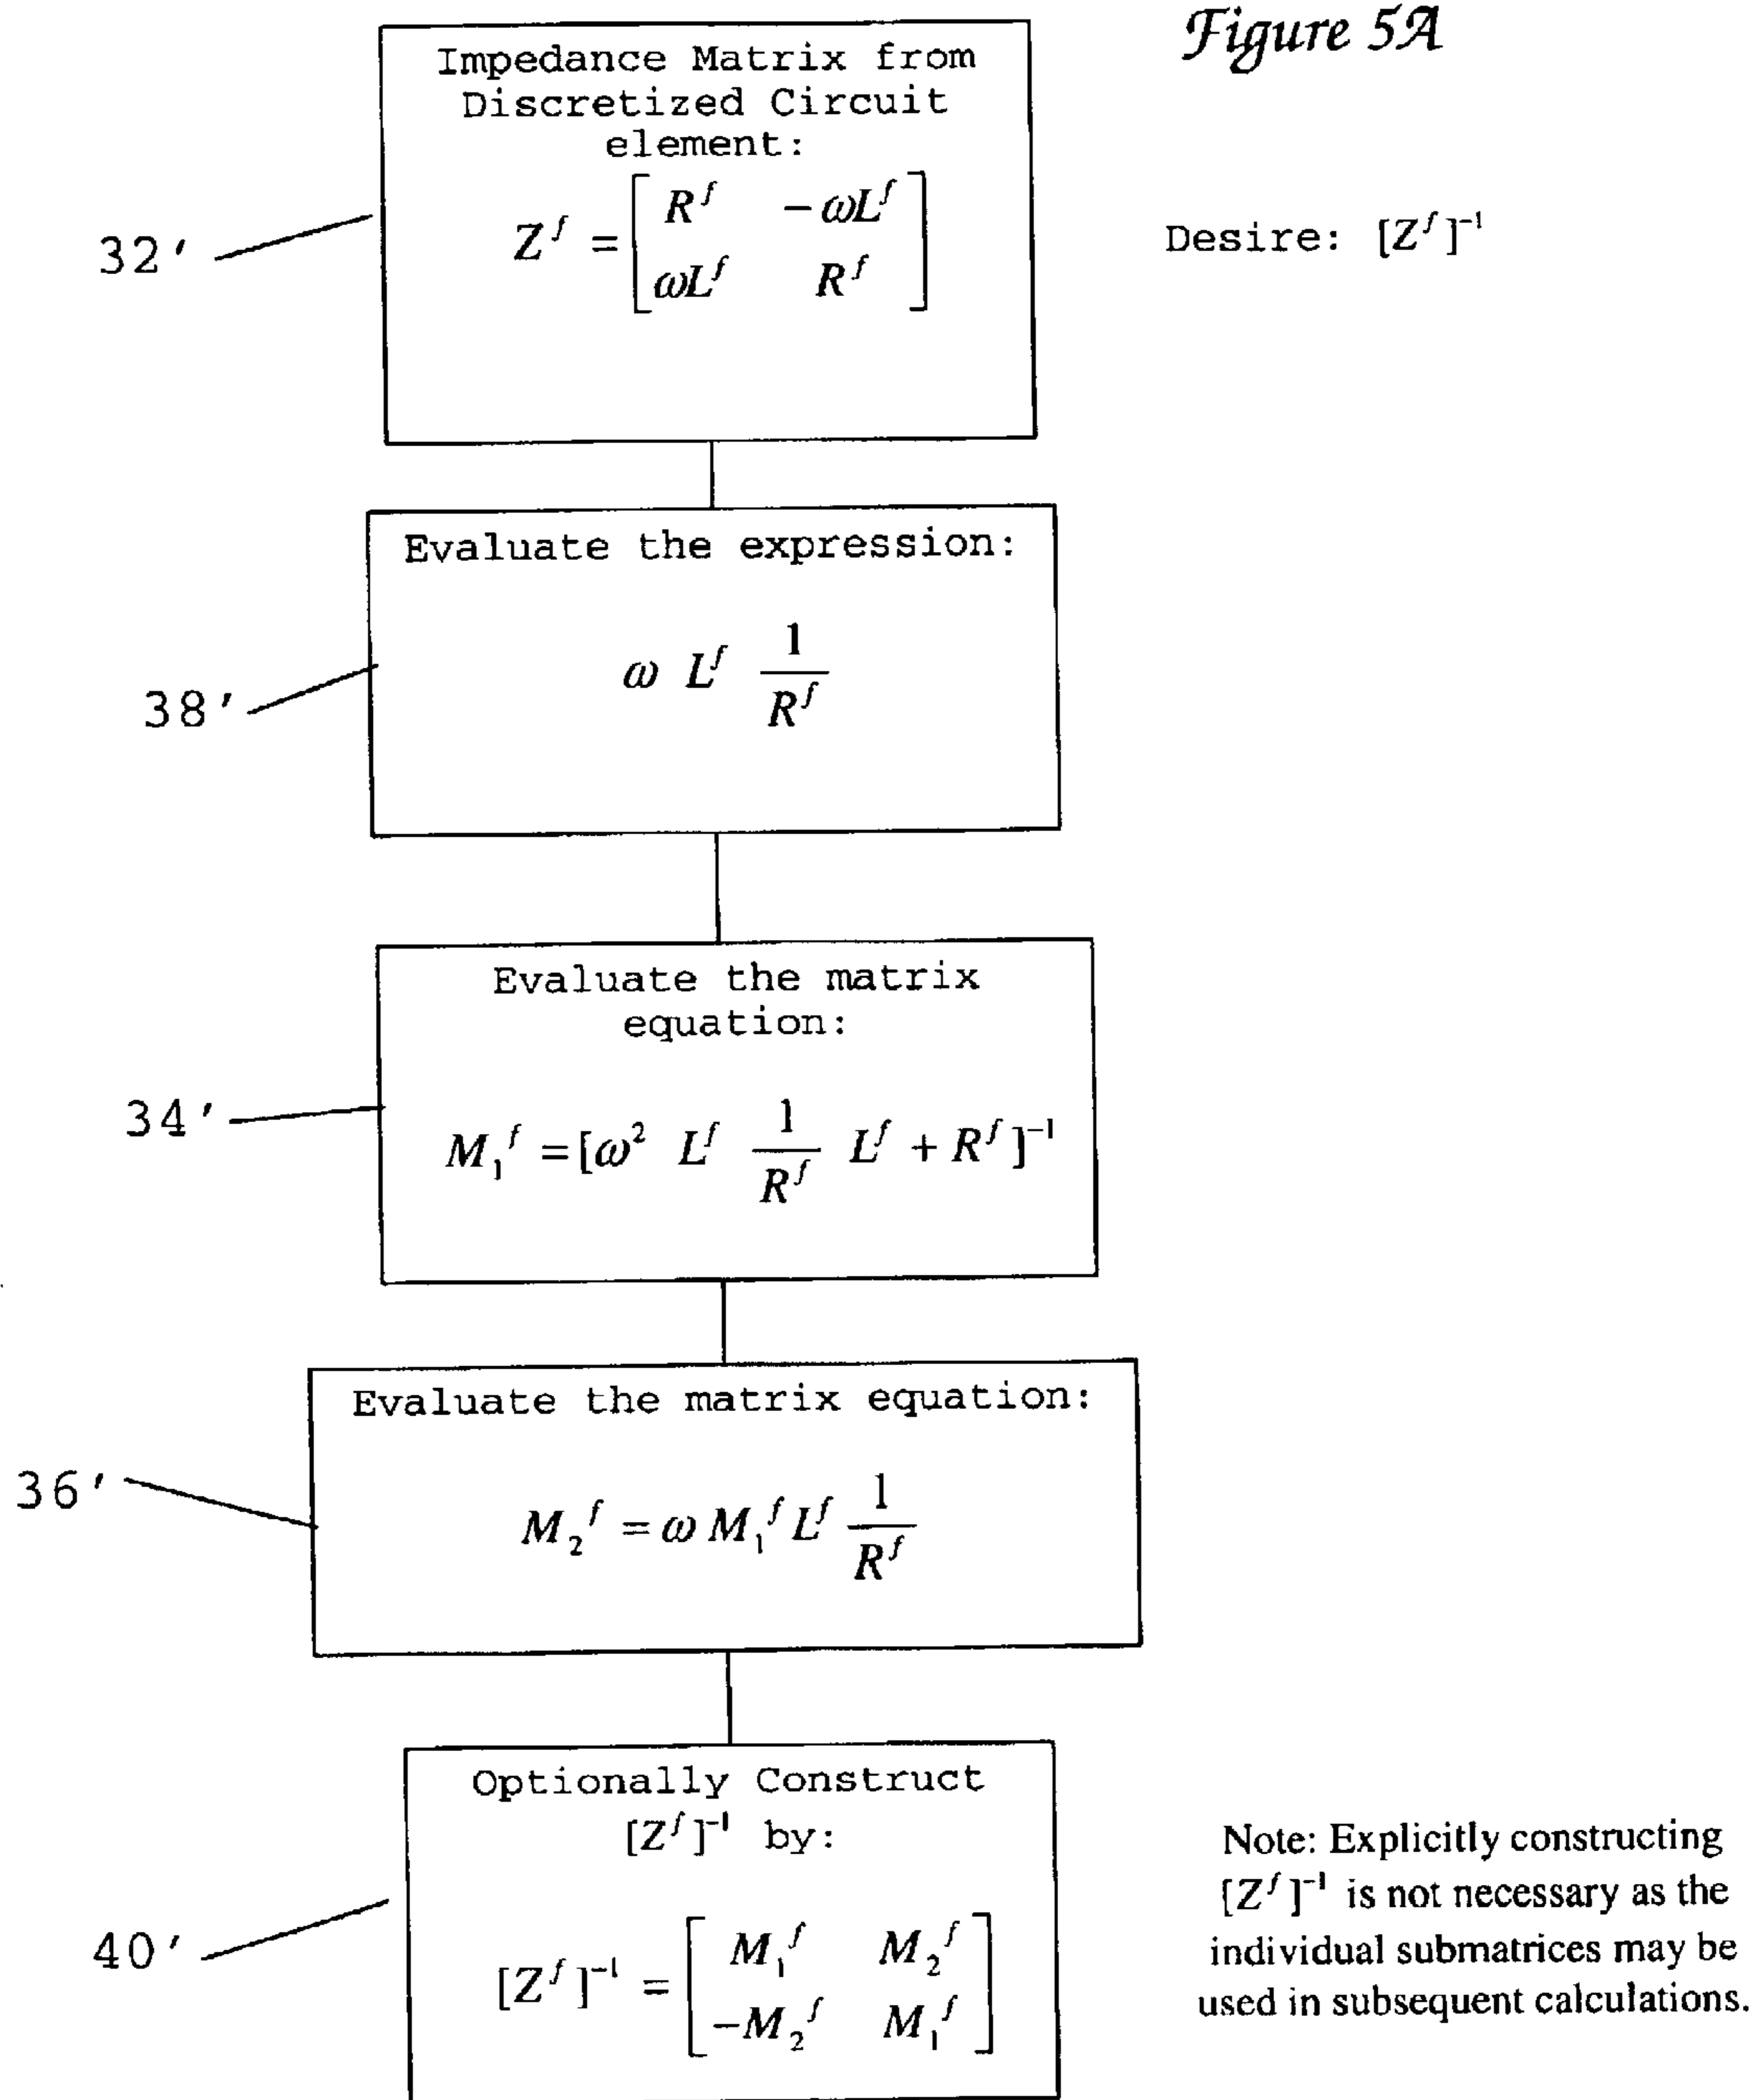 Figure 5A
Impedance Matrix from
Discretized Circuit
element:
Z^f = [ R^f  -ωL^f
ωL^f  R^f ]
32'
Desire: [Z^f]^-1
Evaluate the expression:
ω L^f 1/R^f
38'
Evaluate the matrix
equation:
M_1^f = [ω^2 L^f 1/R^f L^f + R^f]^-1
34'
Evaluate the matrix equation:
M_2^f = ω M_1^f L^f 1/R^f
36'
Optionally Construct
[Z^f]^-1 by:
[Z^f]^-1 = [ M_1^f  M_2^f
-M_2^f  M_1^f ]
40'
Note: Explicitly constructing
[Z^f]^-1 is not necessary as the
individual submatrices may be
used in subsequent calculations.